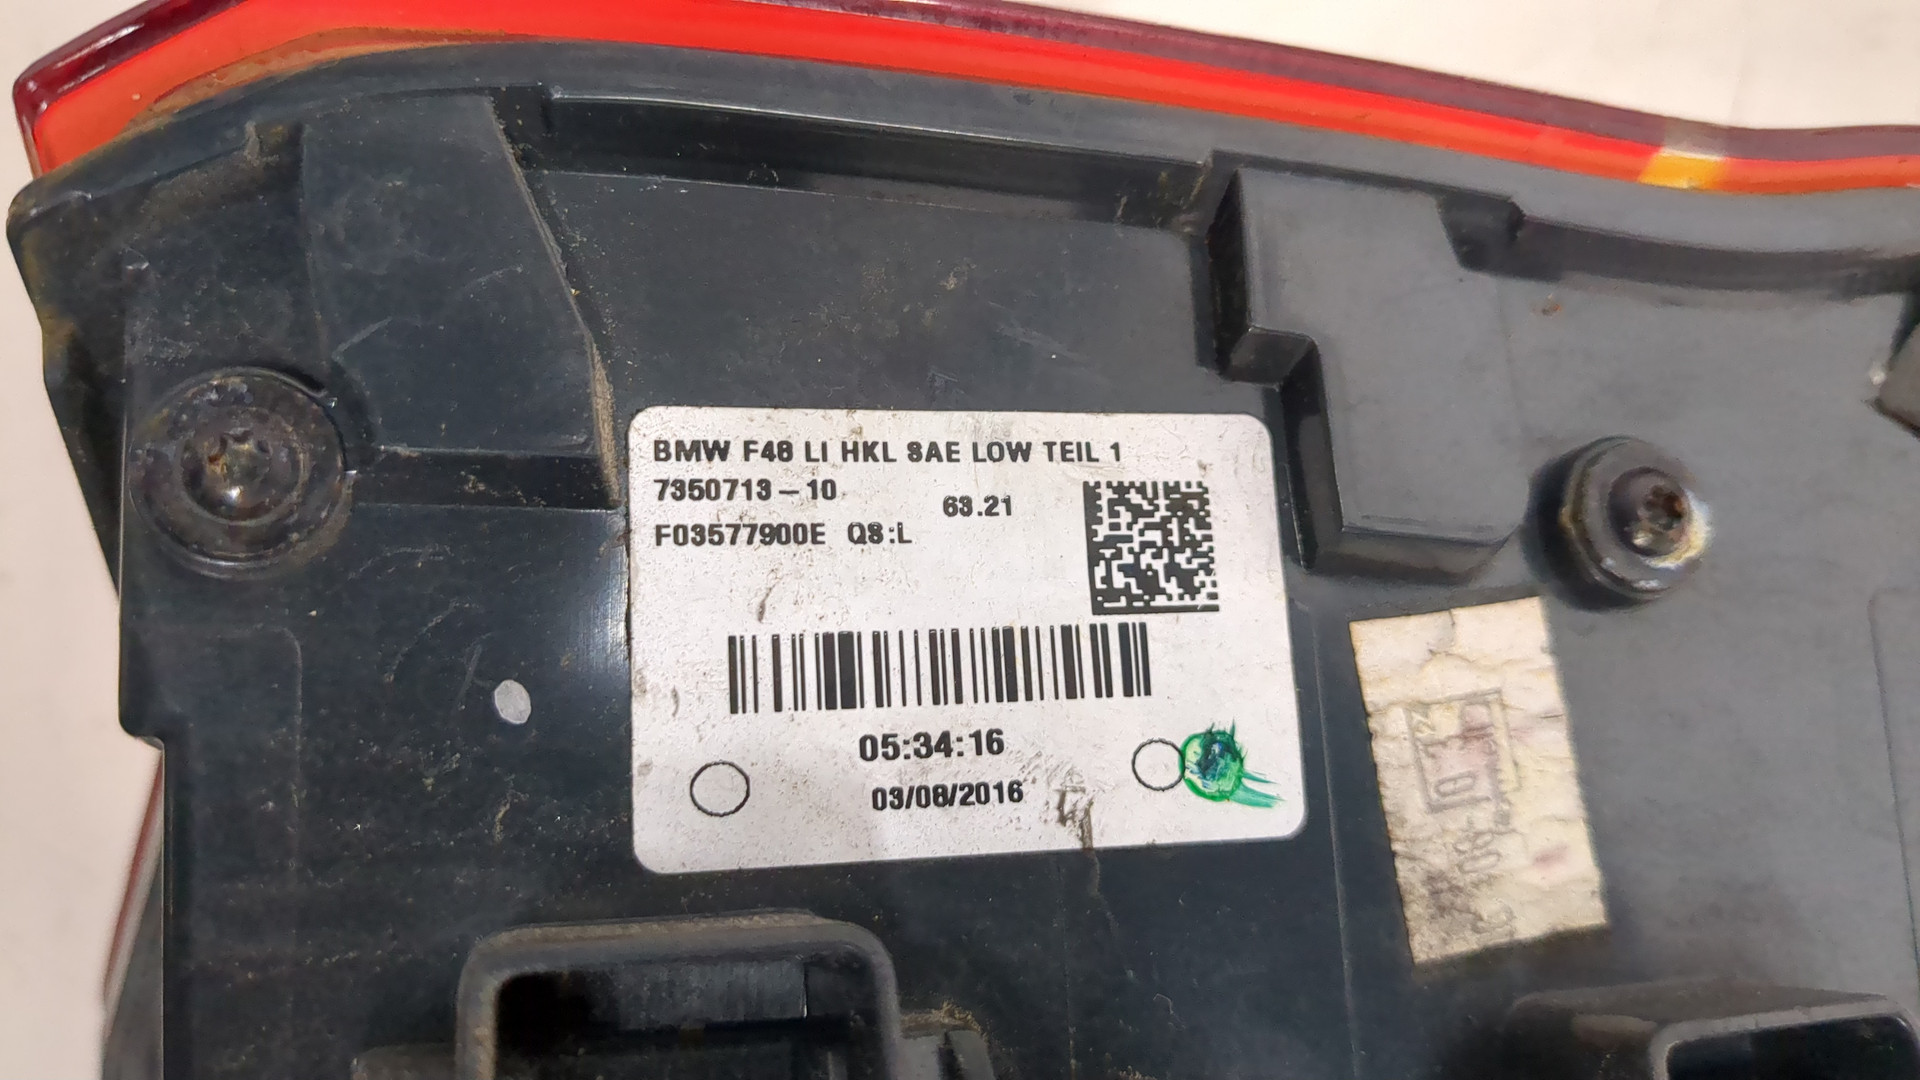 BMW F48 LI HKL SAE LOW TEIL 1
7350713-10
63.21
F03577900E QS:L
05:34:16
03/08/2016